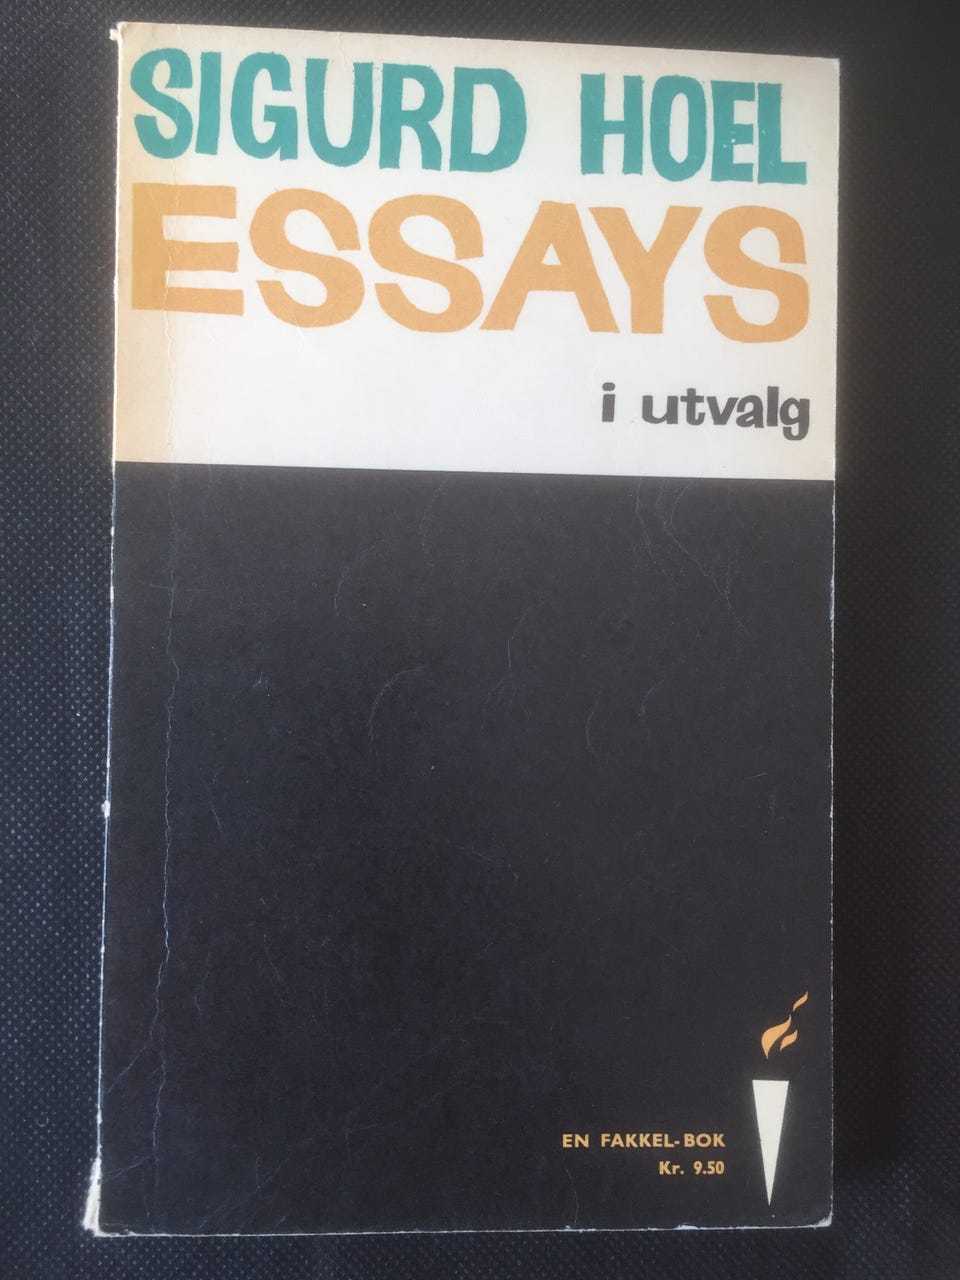 SIGURD HOEL
ESSAYS
i utvalg
EN FAKKEL-BOK
Kr. 9.50